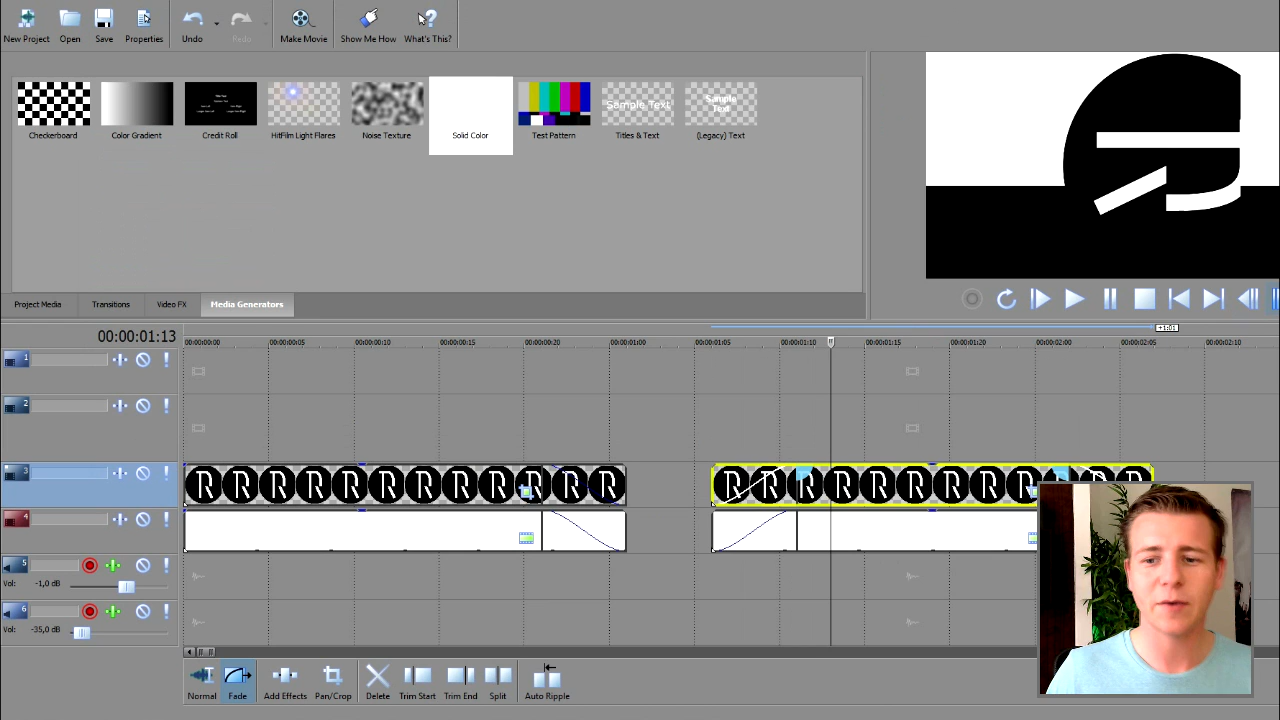 New Project Open Save Properties Undo Redo Make Movie Show Me How What's This?
Sample Text
Sample
Text
Checkerboard Color Gradient Credit Roll HitFilm Light Flares Noise Texture Solid Color Test Pattern Titles & Text (Legacy) Text
Project Media Transitions Video FX Media Generators
+1:01
00:00:01:13
00:00:00:00 00:00:00:05 00:00:00:10 00:00:00:15 00:00:00:20 00:00:01:00 00:00:01:05 00:00:01:10 00:00:01:15 00:00:01:20 00:00:02:00 00:00:02:05 00:00:02:10
1
2
3
R R R R R R R R R R R R R R R R R R R R R R R R
4
5
Vol: -1,0 dB
6
Vol: -35,0 dB
Normal Fade Add Effects Pan/Crop Delete Trim Start Trim End Split Auto Ripple